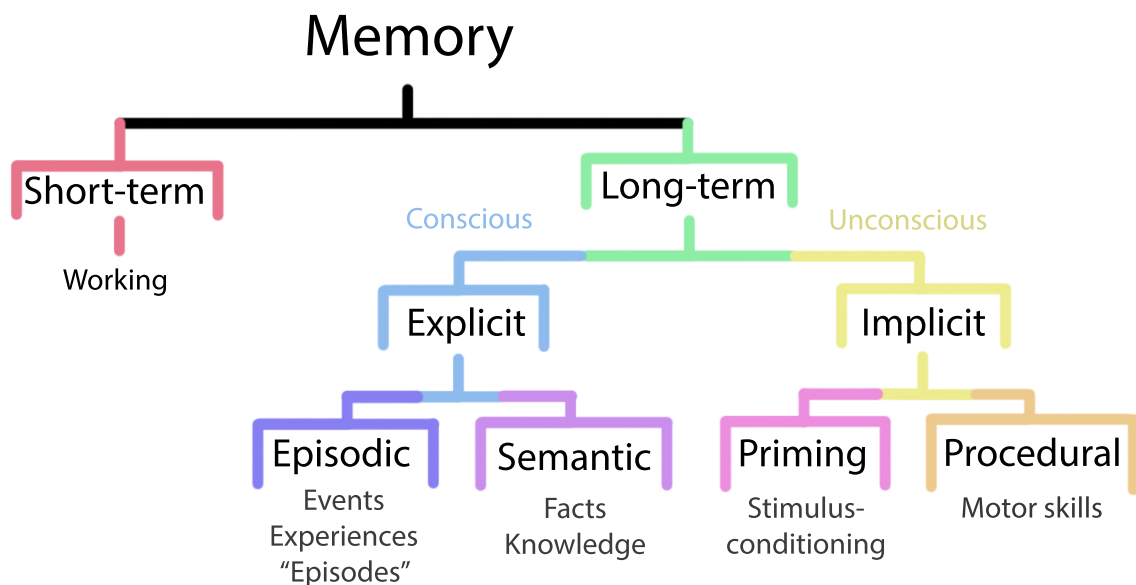 Memory
Short-term
Long-term
Conscious
Unconscious
Working
Explicit
Implicit
Episodic
Semantic
Priming
Procedural
Events
Experiences
“Episodes”
Facts
Knowledge
Stimulus-
conditioning
Motor skills